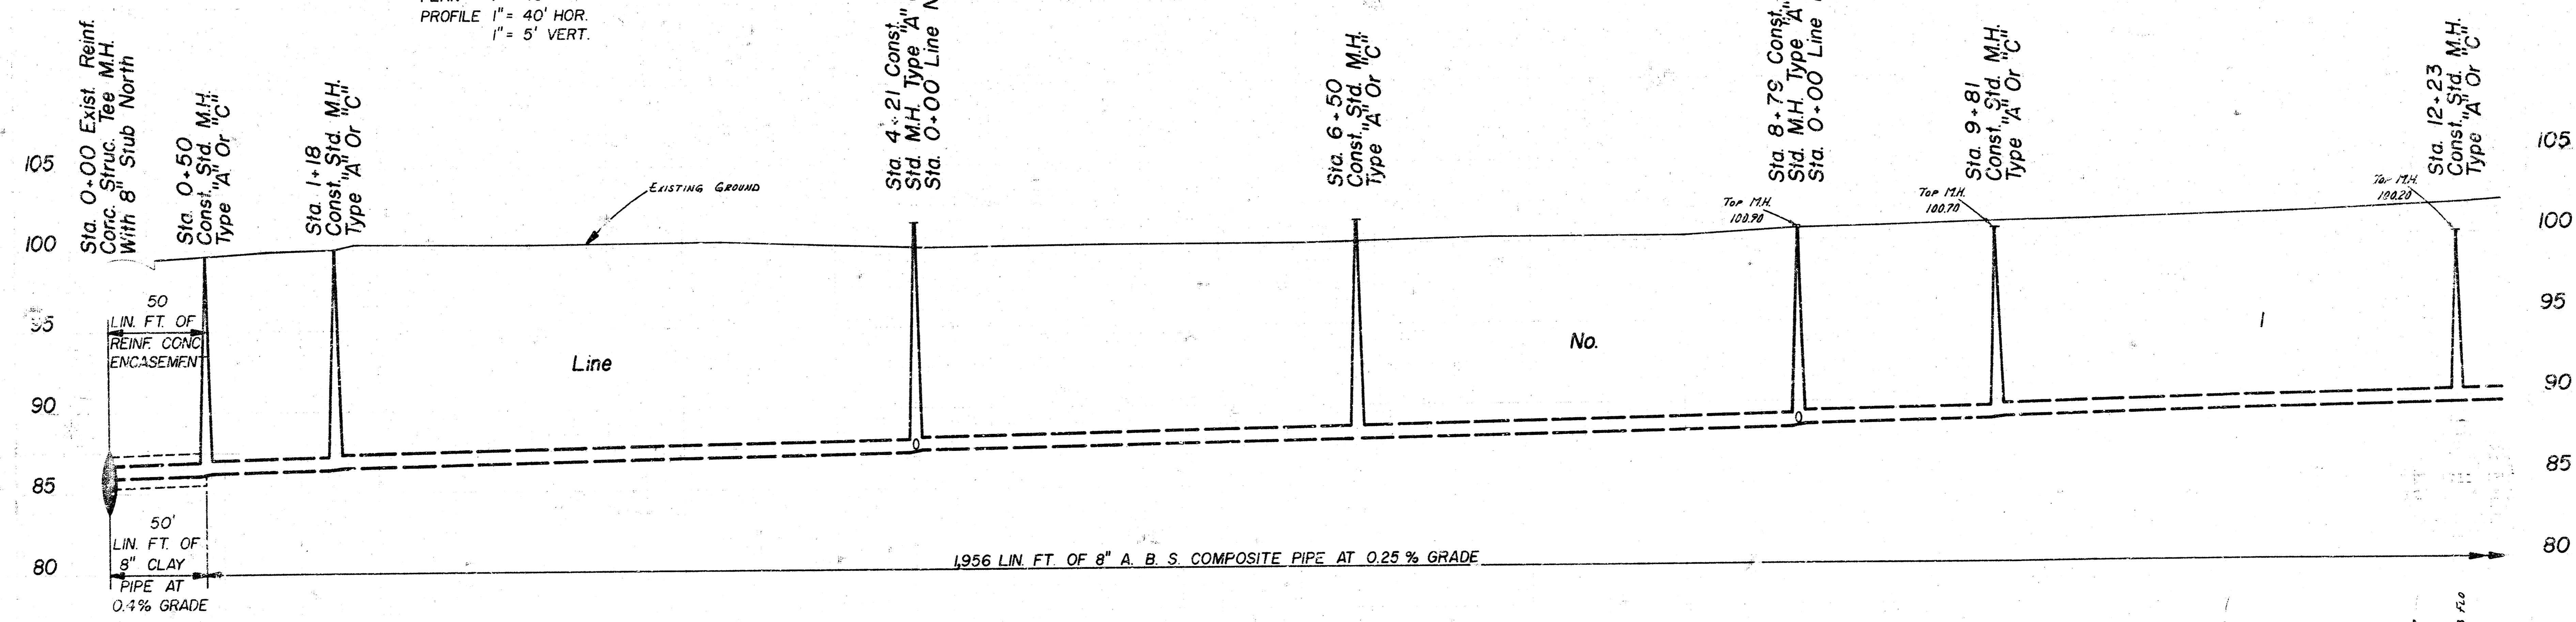 PROFILE 1" = 40' HOR.
1" = 5' VERT.
Sta. 0+00 Exist. Reinf.
Conc. Struc. Tee M.H.
With 8" Stub North
Sta. 0+50
Const. Std. M.H.
Type "A" Or "C"
Sta. 1+18
Const. Std. M.H.
Type "A" Or "C"
Sta. 4+21 Const.
Std. M.H. Type "A"
Sta. 0+00 Line
Sta. 6+50
Const. Std. M.H.
Type "A" Or "C"
Sta. 8+79 Const.
Std. M.H. Type "A"
Sta. 0+00 Line
Sta. 9+81
Const. Std. M.H.
Type "A" Or "C"
Sta. 12+23
Const. Std. M.H.
Type "A" Or "C"
105
105
EXISTING GROUND
TOP M.H.
100.90
TOP M.H.
100.70
TOP M.H.
100.20
100
100
95
95
50
LIN. FT. OF
REINF. CONC
ENCASEMENT
Line
No.
1
90
90
85
85
80
80
50'
LIN. FT. OF
8" CLAY
PIPE AT
0.4% GRADE
1,956 LIN. FT. OF 8" A. B. S. COMPOSITE PIPE AT 0.25 % GRADE
FLO